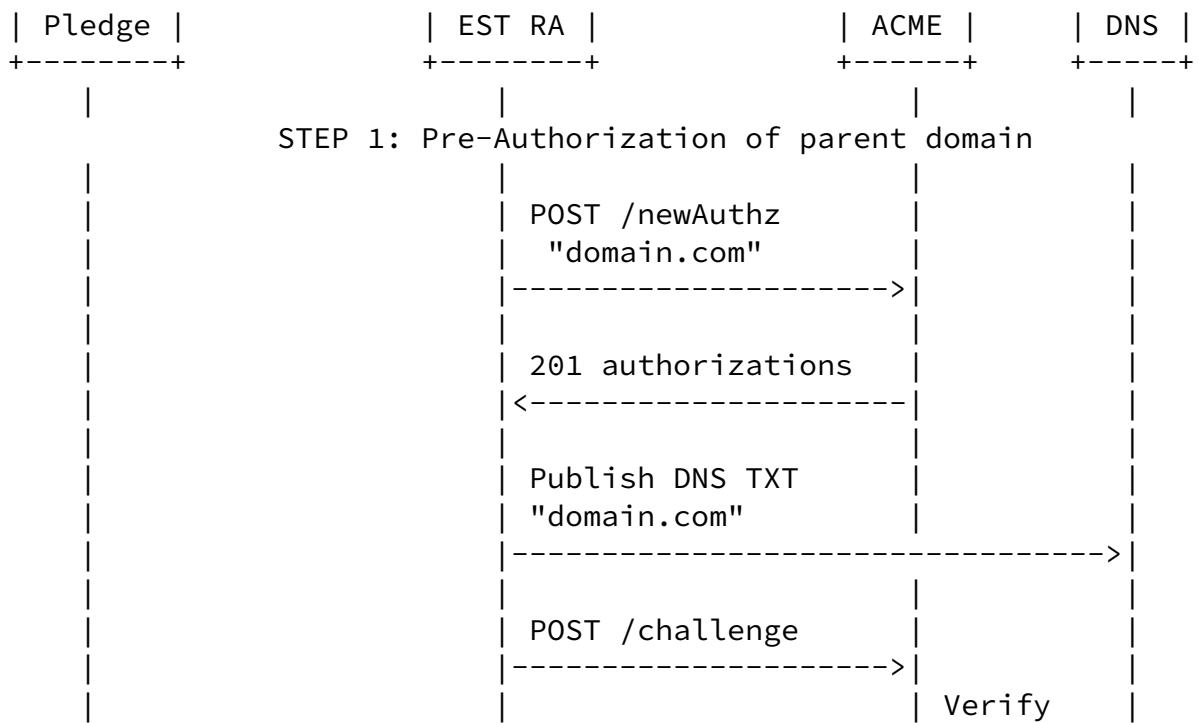 | Pledge | | EST RA | | ACME | | DNS |
+--------+ +--------+ +------+ +-----+
| | | |
STEP 1: Pre-Authorization of parent domain
| | | |
| | POST /newAuthz | |
| | "domain.com" | |
| |--------------------->| |
| | | |
| | 201 authorizations | |
| |<---------------------| |
| | | |
| | Publish DNS TXT | |
| | "domain.com" | |
| |--------------------------------->|
| | | |
| | POST /challenge | |
| |--------------------->| |
| | | Verify |